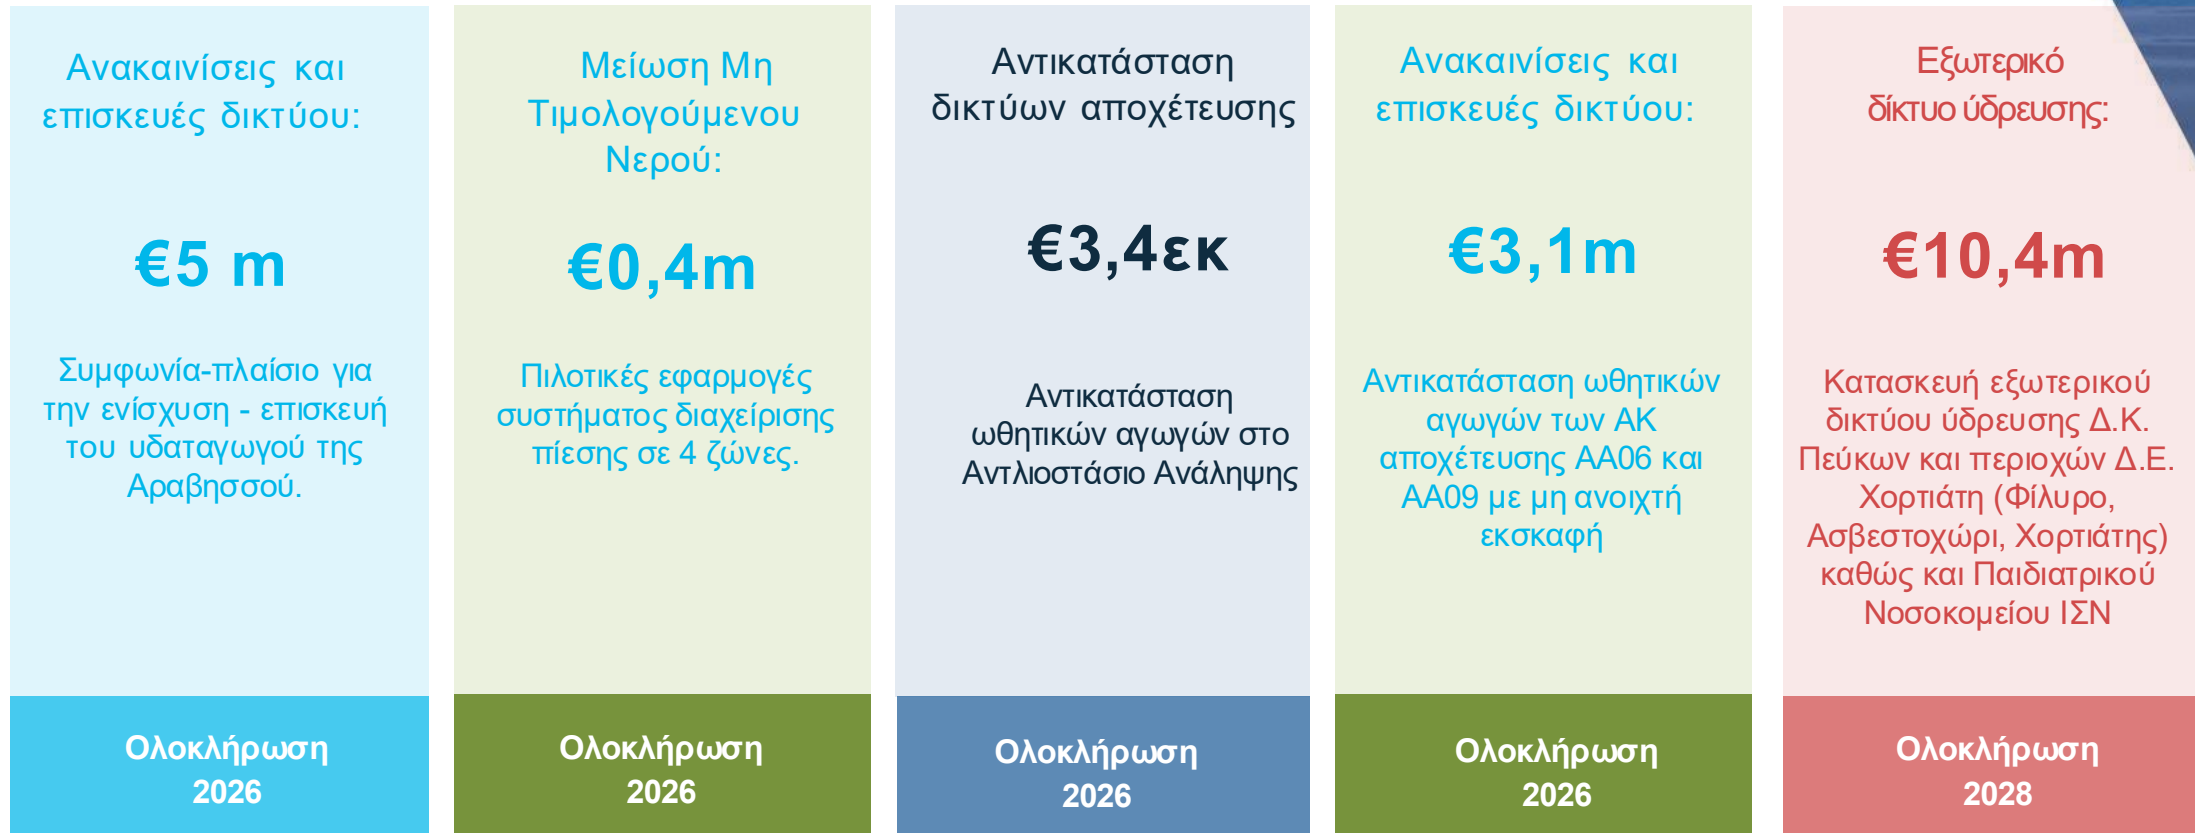 Ανακαινίσεις και
επισκευές δικτύου:
€5 m
Συμφωνία-πλαίσιο για
την ενίσχυση - επισκευή
του υδαταγωγού της
Αραβησσού.
Ολοκλήρωση
2026
Μείωση Μη
Τιμολογούμενου
Νερού:
€0,4m
Πιλοτικές εφαρμογές
συστήματος διαχείρισης
πίεσης σε 4 ζώνες.
Ολοκλήρωση
2026
Αντικατάσταση
δικτύων αποχέτευσης
€3,4εκ
Αντικατάσταση
ωθητικών αγωγών στο
Αντλιοστάσιο Ανάληψης
Ολοκλήρωση
2026
Ανακαινίσεις και
επισκευές δικτύου:
€3,1m
Αντικατάσταση ωθητικών
αγωγών των ΑΚ
αποχέτευσης ΑΑ06 και
ΑΑ09 με μη ανοιχτή
εκσκαφή
Ολοκλήρωση
2026
Εξωτερικό
δίκτυο ύδρευσης:
€10,4m
Κατασκευή εξωτερικού
δικτύου ύδρευσης Δ.Κ.
Πεύκων και περιοχών Δ.Ε.
Χορτιάτη (Φίλυρο,
Ασβεστοχώρι, Χορτιάτης)
καθώς και Παιδιατρικού
Νοσοκομείου ΙΣΝ
Ολοκλήρωση
2028